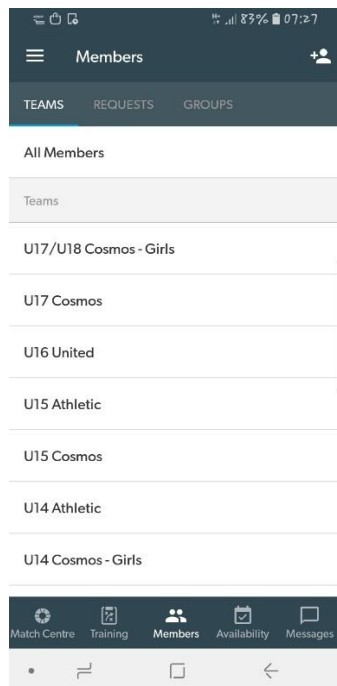 83% 07:27
Members
TEAMS REQUESTS GROUPS
All Members
Teams
U17/U18 Cosmos - Girls
U17 Cosmos
U16 United
U15 Athletic
U15 Cosmos
U14 Athletic
U14 Cosmos - Girls
Match Centre Training Members Availability Messages